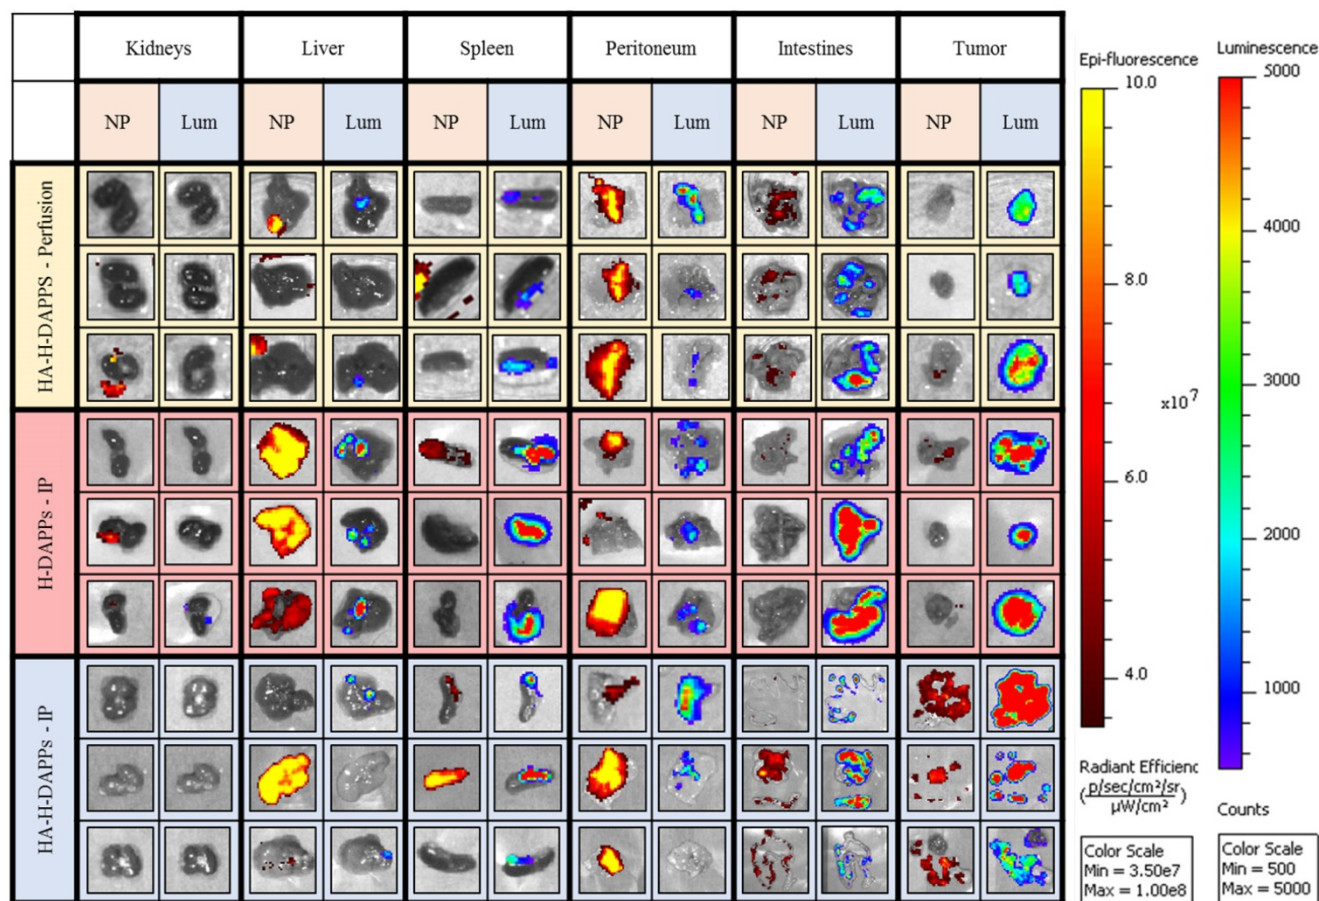 Kidneys Liver Spleen Peritoneum Intestines Tumor
NP Lum NP Lum NP Lum NP Lum NP Lum NP Lum
HA-H-DAPPS - Perfusion
H-DAPPs - IP
HA-H-DAPPs - IP
Epi-fluorescence
10.0
8.0
x10⁷
6.0
4.0
Radiant Efficienc
(p/sec/cm²/sr
µW/cm²)
Color Scale
Min = 3.50e7
Max = 1.00e8
Luminescence
5000
4000
3000
2000
1000
Counts
Color Scale
Min = 500
Max = 5000